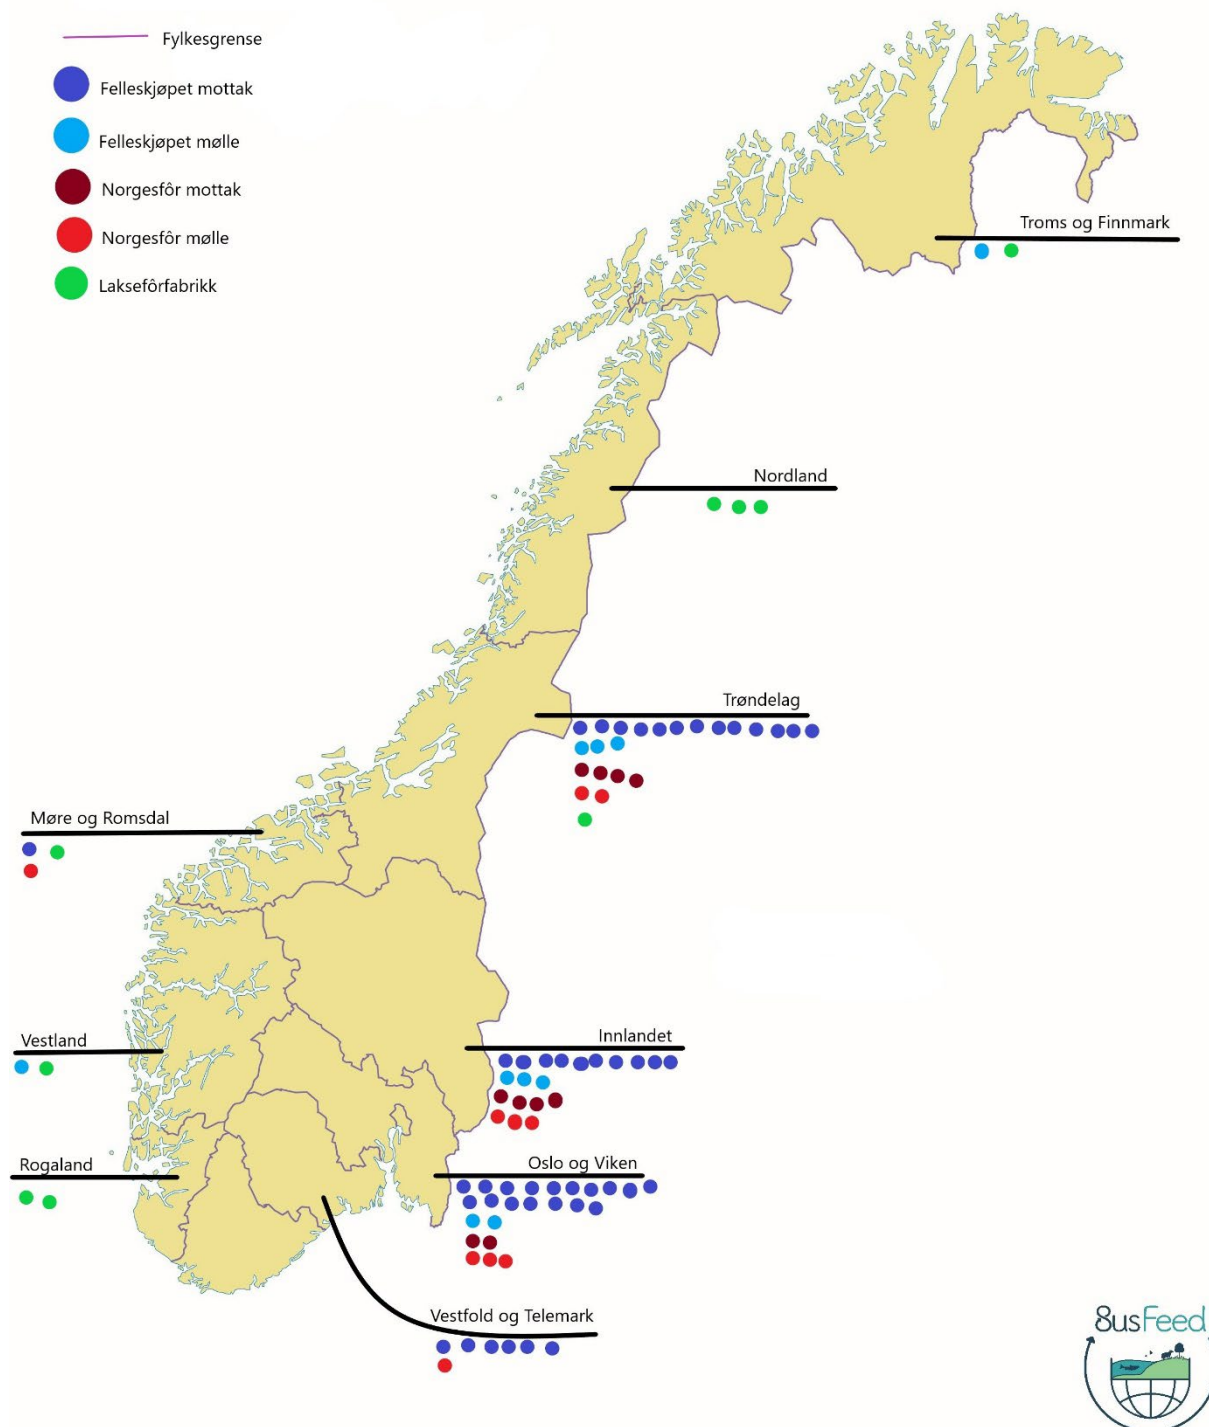 Fylkesgrense
Felleskjøpet mottak
Felleskjøpet mølle
Norgesfôr mottak
Norgesfôr mølle
Laksefôrfabrikk
Troms og Finnmark
Nordland
Trøndelag
Møre og Romsdal
Innlandet
Vestland
Oslo og Viken
Rogaland
Vestfold og Telemark
SusFeed